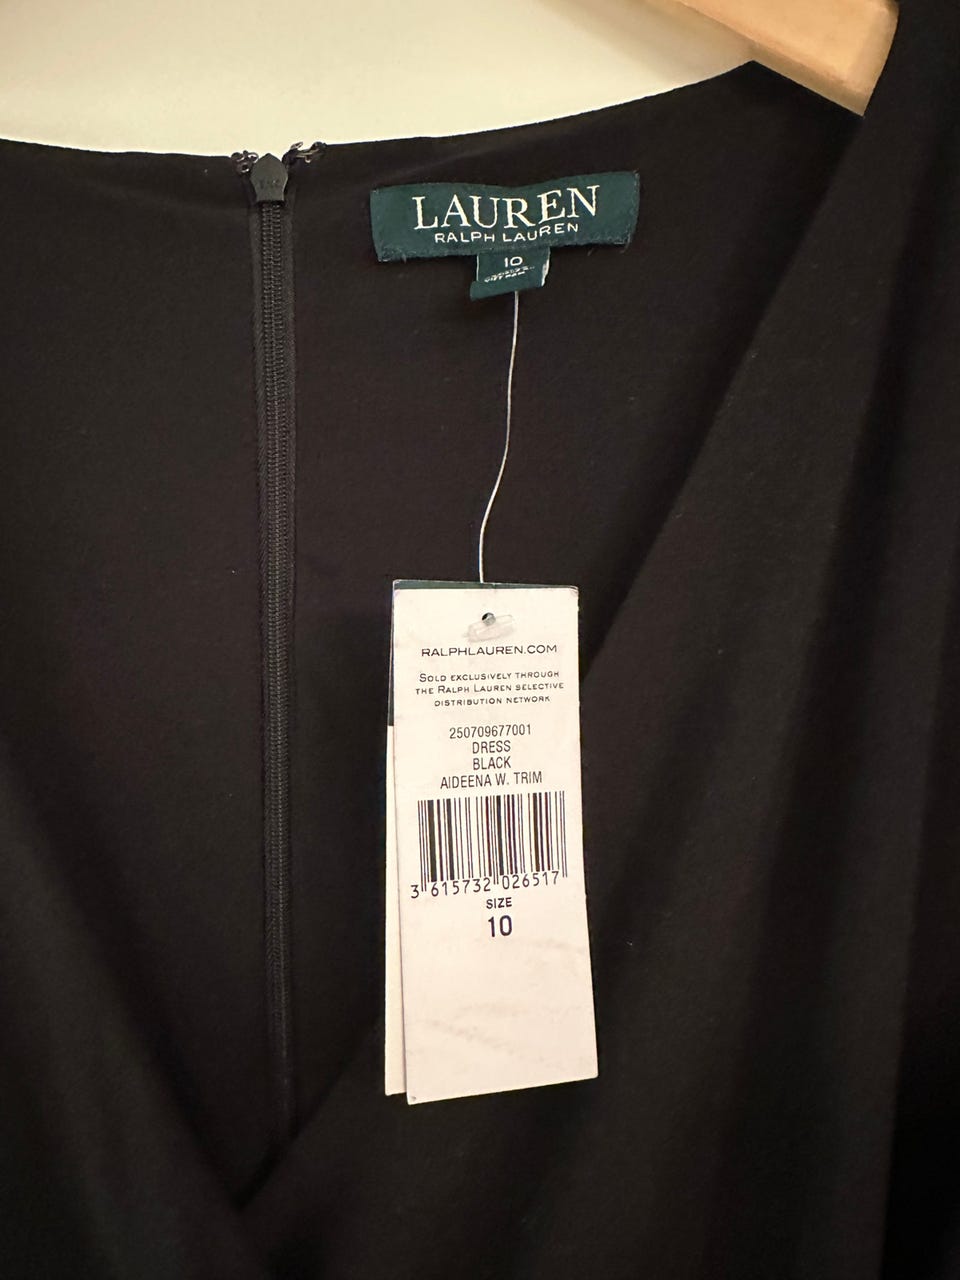 LAUREN
RALPH LAUREN
10
RALPHLAUREN.COM
SOLD EXCLUSIVELY THROUGH
THE RALPH LAUREN SELECTIVE
DISTRIBUTION NETWORK
250709677001
DRESS
BLACK
AIDEENA W. TRIM
3 615732 026517
SIZE
10